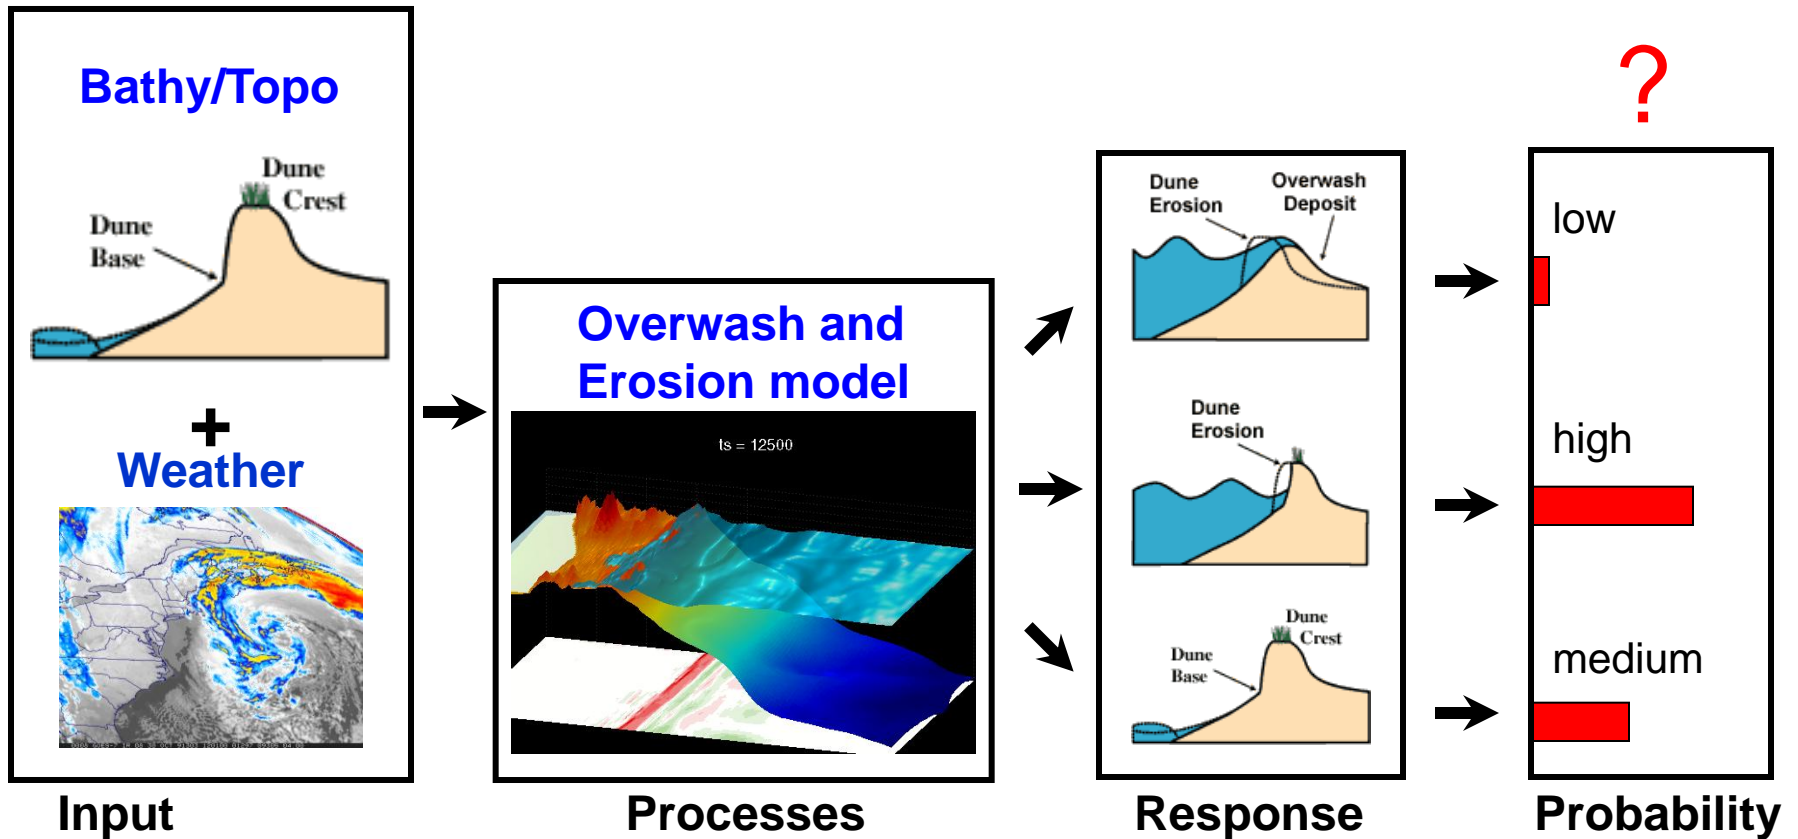 Bathy/Topo
Dune
Crest
Dune
Base
+
Weather
Input
Overwash and
Erosion model
ts = 12500
Processes
Dune
Erosion
Overwash
Deposit
Dune
Erosion
Dune
Crest
Dune
Base
Response
?
low
high
medium
Probability